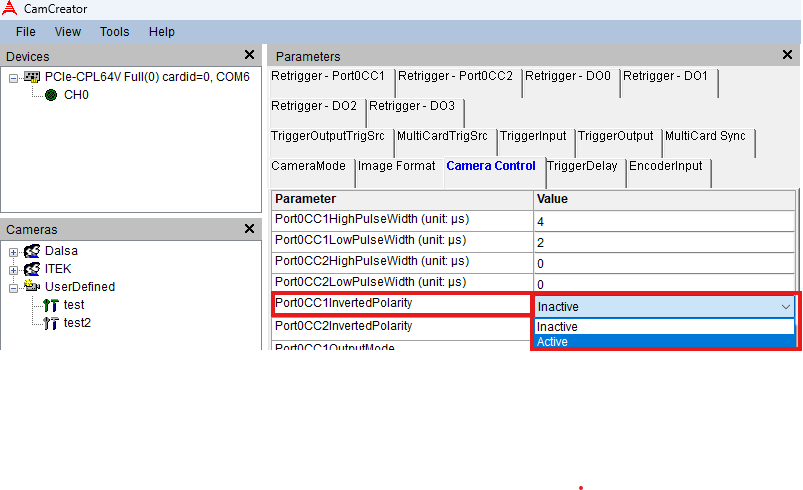 CamCreator
File View Tools Help
Devices
PCIe-CPL64V Full(0) cardid=0, COM6
CH0
Cameras
Dalsa
ITEK
UserDefined
test
test2
Parameters
Retrigger - Port0CC1 Retrigger - Port0CC2 Retrigger - DO0 Retrigger - DO1
Retrigger - DO2 Retrigger - DO3
TriggerOutputTrigSrc MultiCardTrigSrc TriggerInput TriggerOutput MultiCard Sync
CameraMode Image Format Camera Control TriggerDelay EncoderInput
Parameter Value
Port0CC1HighPulseWidth (unit: µs) 4
Port0CC1LowPulseWidth (unit: µs) 2
Port0CC2HighPulseWidth (unit: µs) 0
Port0CC2LowPulseWidth (unit: µs) 0
Port0CC1InvertedPolarity Inactive
Port0CC2InvertedPolarity Inactive
Active
Port0CC1OutputMode